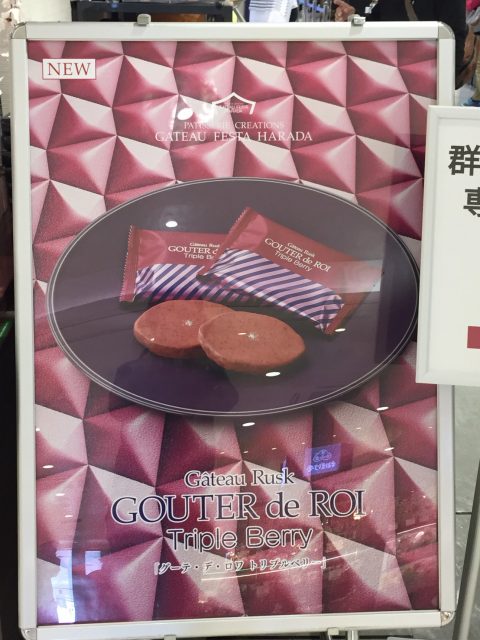 NEW
PATISSERIE CREATIONS
GATEAU FESTA HARADA
Gâteau Rusk
GOUTER de ROI
Triple Berry
Gâteau Rusk
GOUTER de ROI
Triple Berry
群
専
Gâteau Rusk
GOUTER de ROI
Triple Berry
「グーテ・デ・ロワ トリプルベリー」